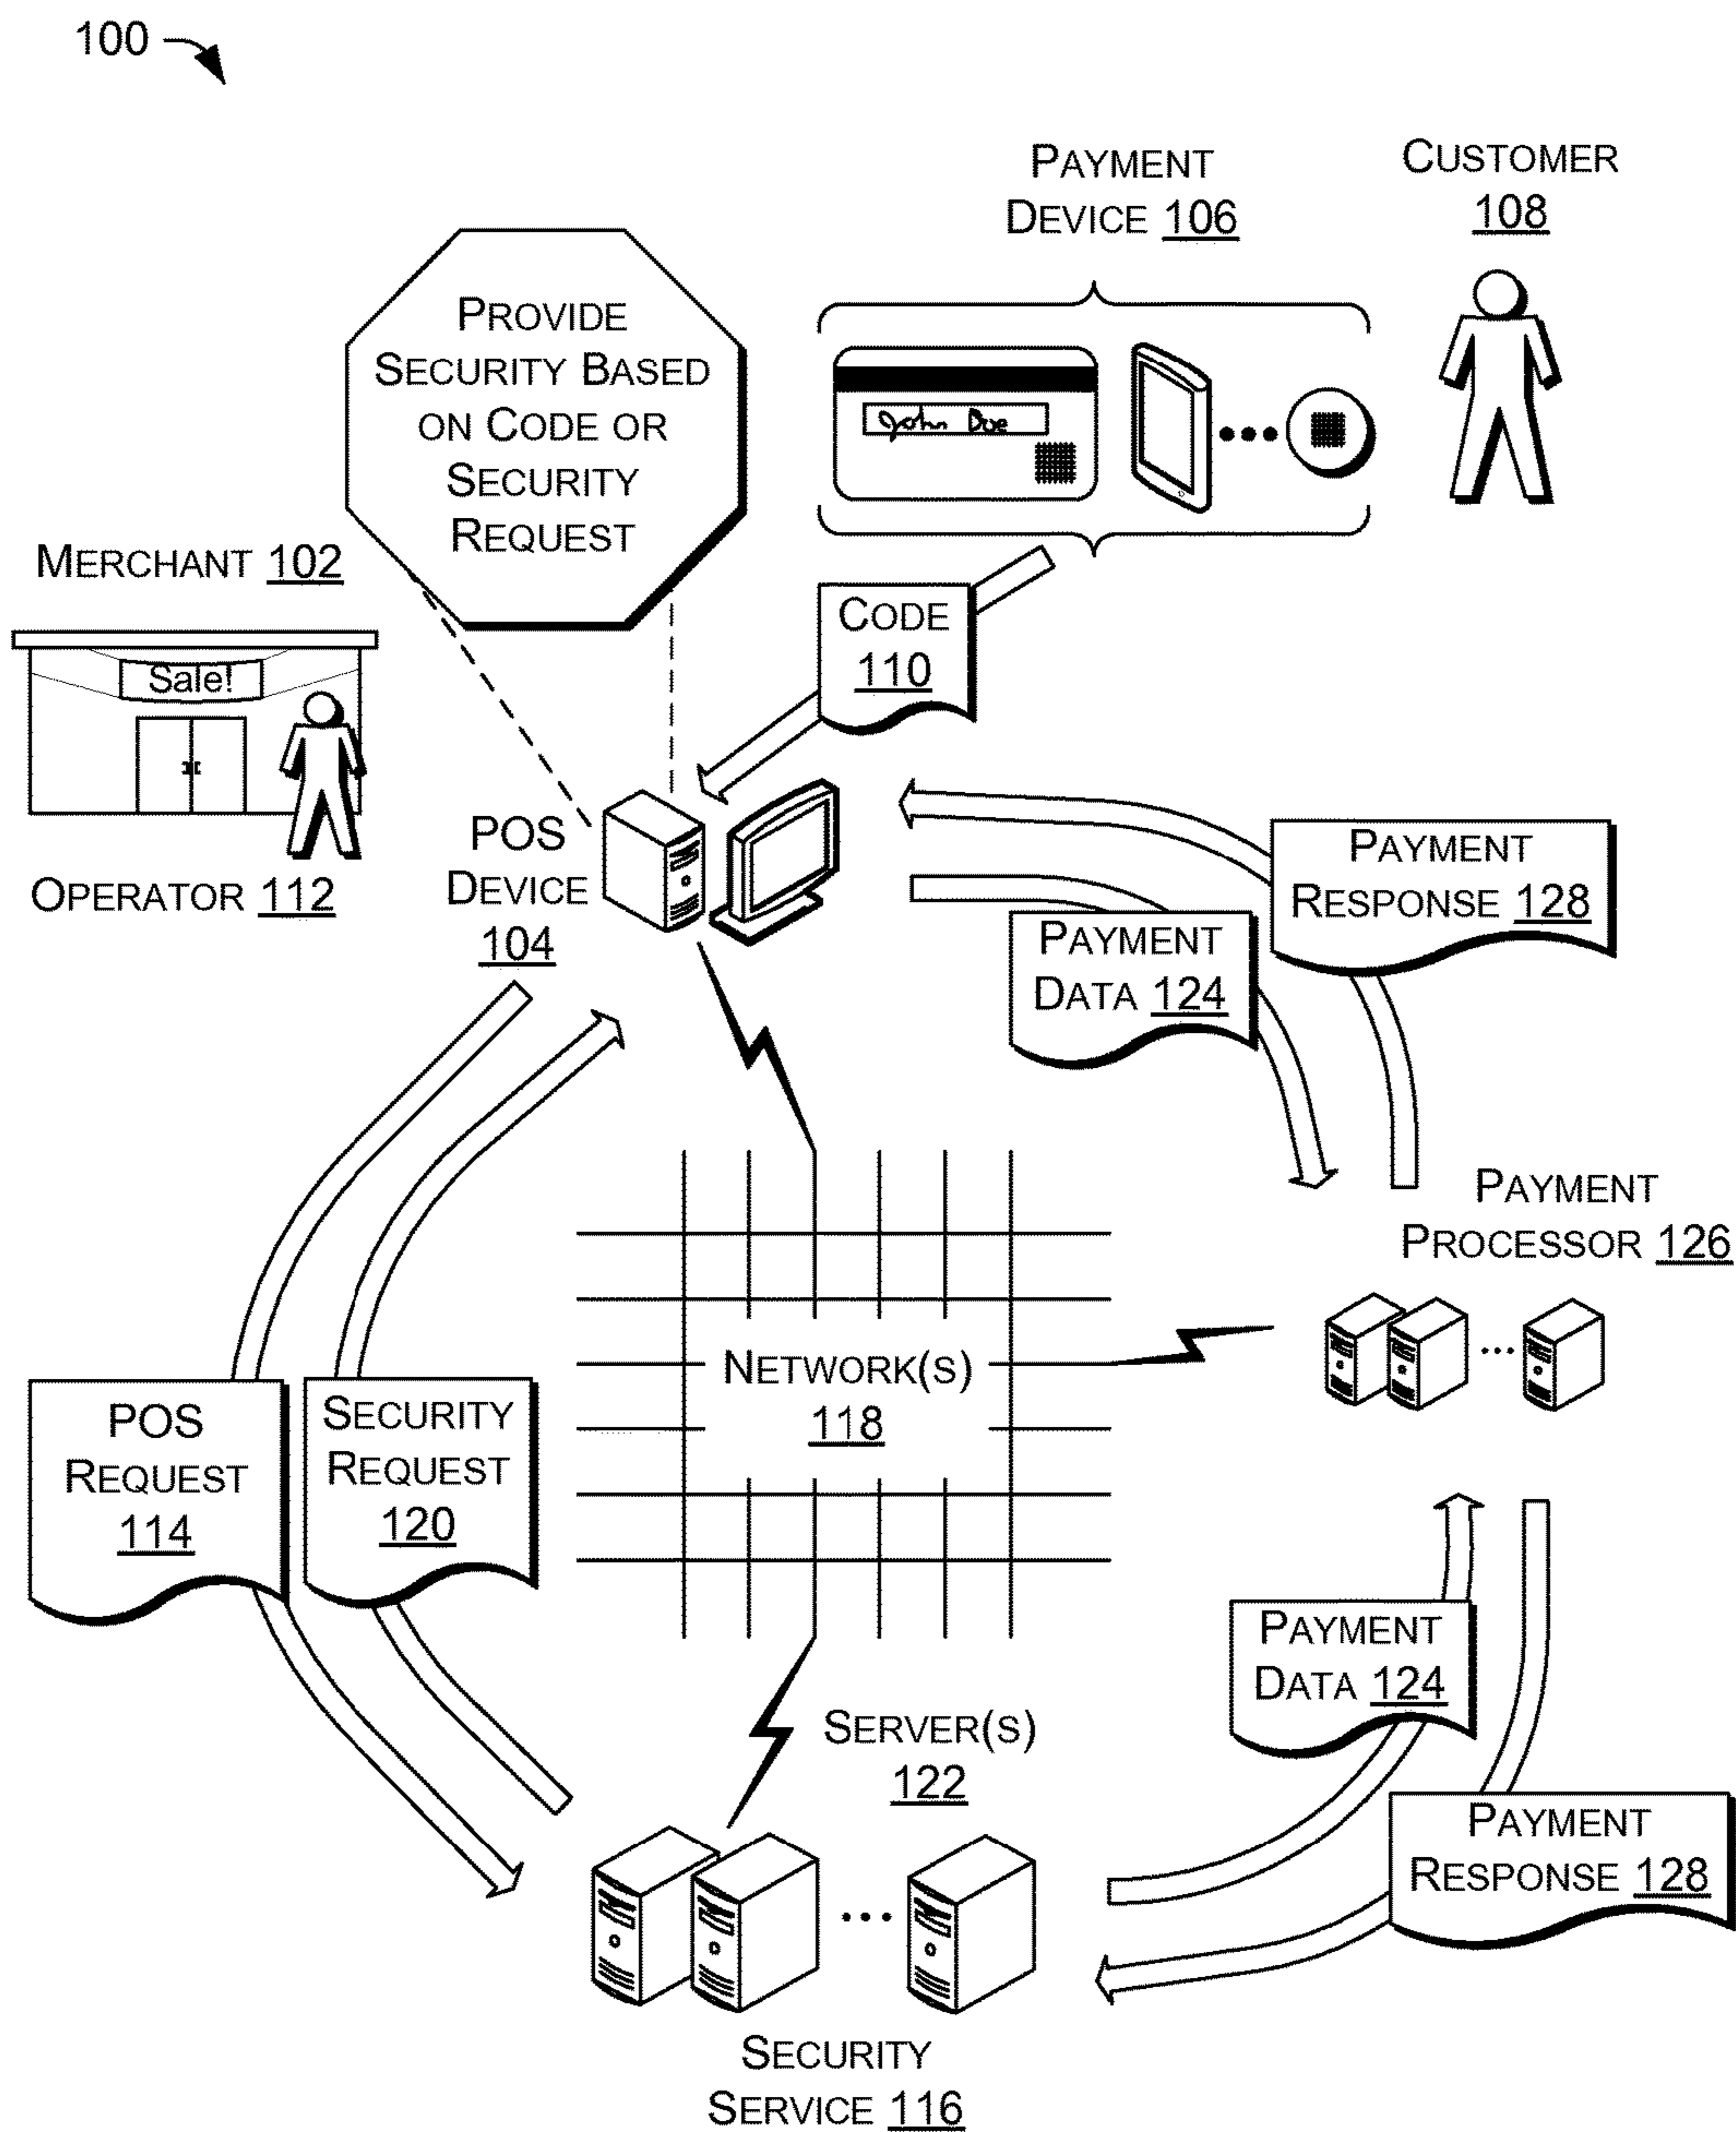 100
PAYMENT
DEVICE 106
CUSTOMER
108
PROVIDE
SECURITY BASED
ON CODE OR
SECURITY
REQUEST
John Doe
MERCHANT 102
CODE
110
Sale!
OPERATOR 112
POS
DEVICE
104
PAYMENT
RESPONSE 128
PAYMENT
DATA 124
PAYMENT
PROCESSOR 126
NETWORK(S)
118
POS
REQUEST
114
SECURITY
REQUEST
120
PAYMENT
DATA 124
SERVER(S)
122
PAYMENT
RESPONSE 128
SECURITY
SERVICE 116